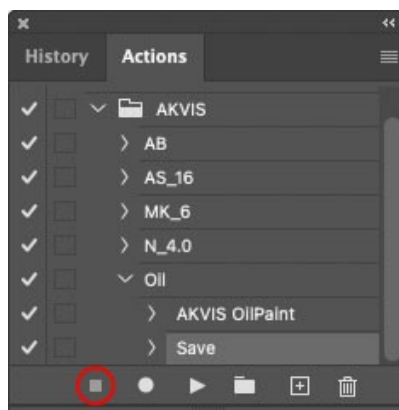 History Actions
AKVIS
AB
AS_16
MK_6
N_4.0
Oil
AKVIS OilPaint
Save